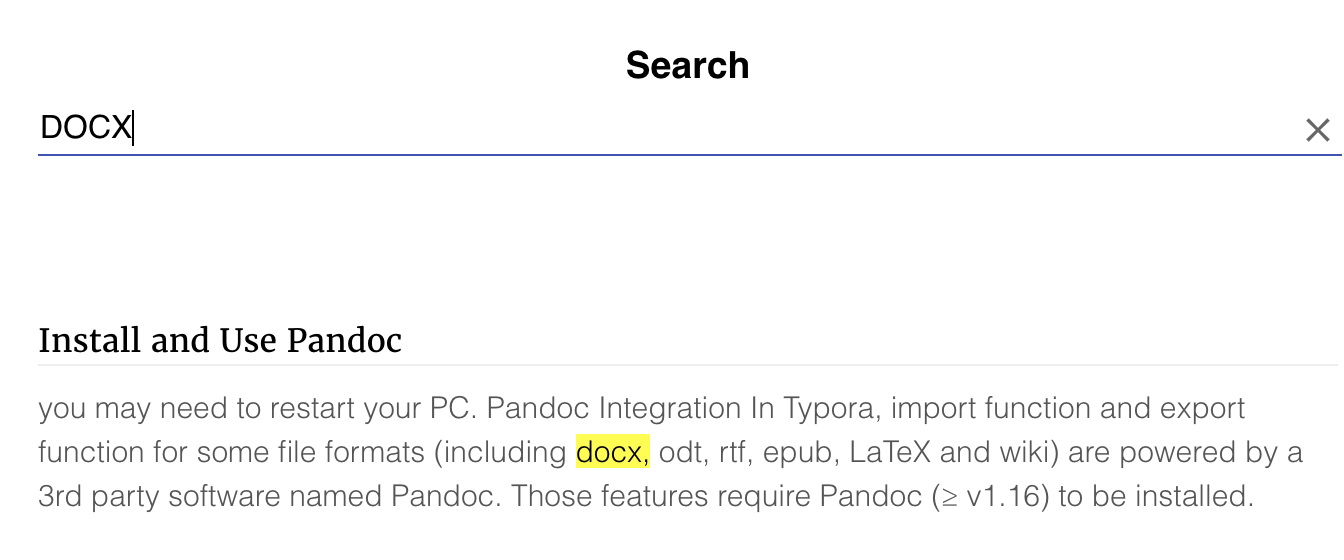 Search
DOCX
Install and Use Pandoc
you may need to restart your PC. Pandoc Integration In Typora, import function and export
function for some file formats (including docx, odt, rtf, epub, LaTeX and wiki) are powered by a
3rd party software named Pandoc. Those features require Pandoc (≥ v1.16) to be installed.